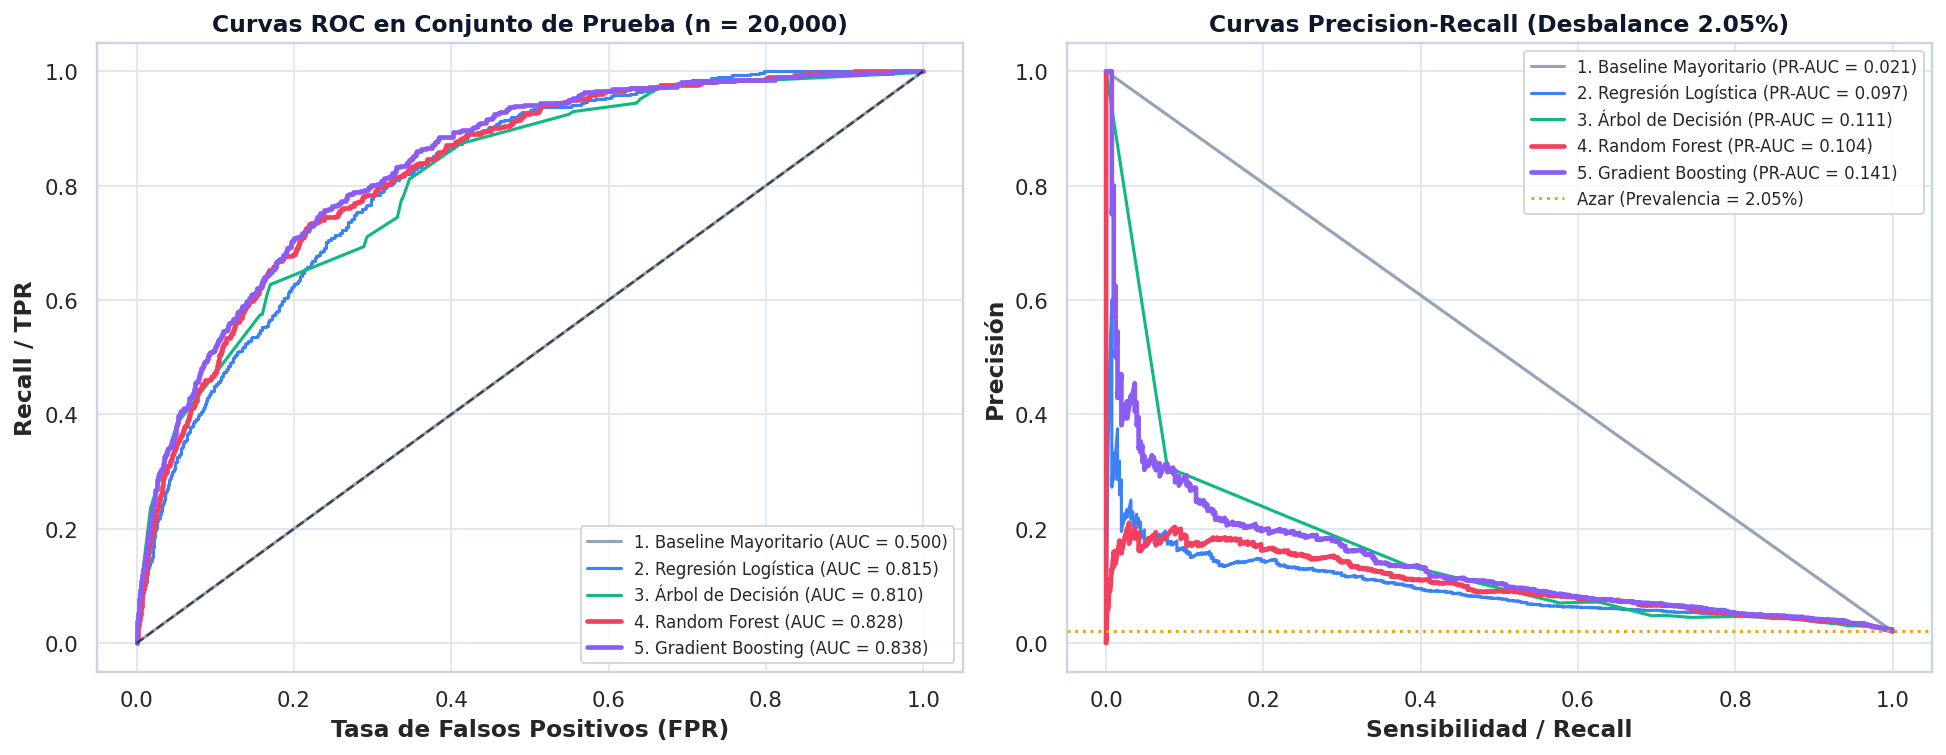 Curvas ROC en Conjunto de Prueba (n = 20,000)
Recall / TPR
1.0
0.8
0.6
0.4
0.2
0.0
1. Baseline Mayoritario (AUC = 0.500)
2. Regresión Logística (AUC = 0.815)
3. Árbol de Decisión (AUC = 0.810)
4. Random Forest (AUC = 0.828)
5. Gradient Boosting (AUC = 0.838)
0.0 0.2 0.4 0.6 0.8 1.0
Tasa de Falsos Positivos (FPR)
Curvas Precision-Recall (Desbalance 2.05%)
Precisión
1.0
0.8
0.6
0.4
0.2
0.0
1. Baseline Mayoritario (PR-AUC = 0.021)
2. Regresión Logística (PR-AUC = 0.097)
3. Árbol de Decisión (PR-AUC = 0.111)
4. Random Forest (PR-AUC = 0.104)
5. Gradient Boosting (PR-AUC = 0.141)
Azar (Prevalencia = 2.05%)
0.0 0.2 0.4 0.6 0.8 1.0
Sensibilidad / Recall